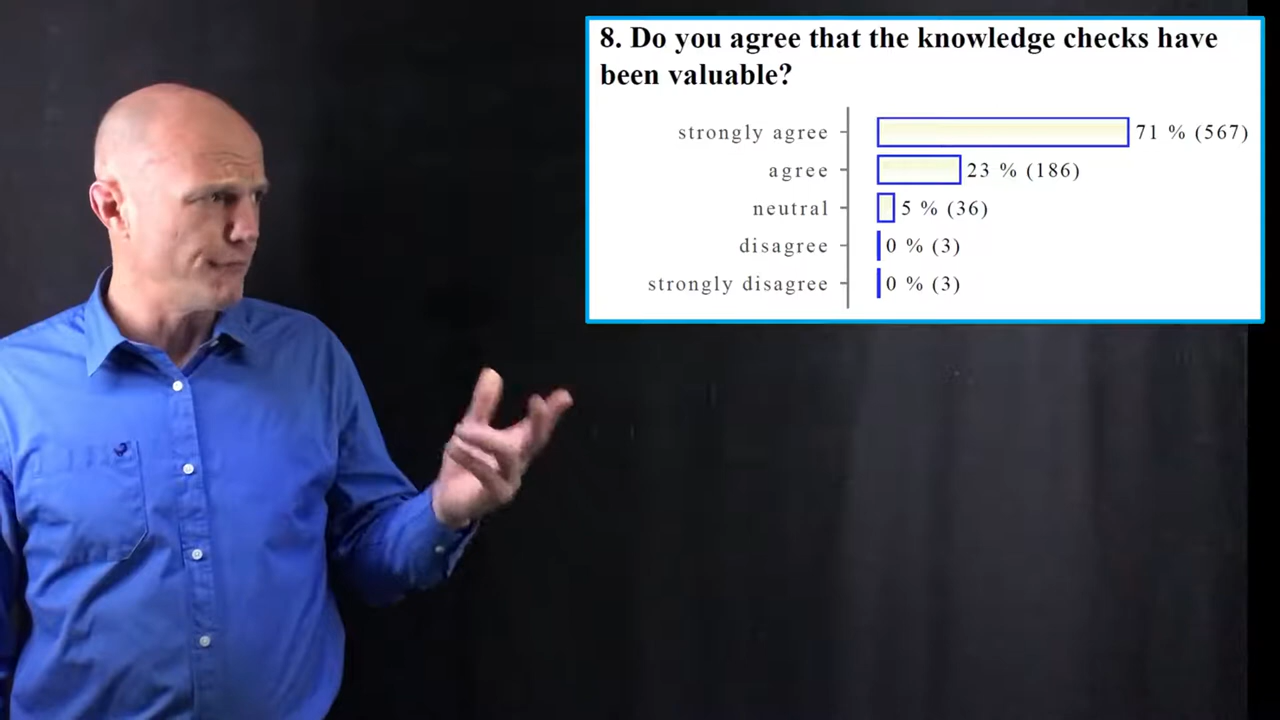 8. Do you agree that the knowledge checks have
been valuable?
strongly agree 71 % (567)
agree 23 % (186)
neutral 5 % (36)
disagree 0 % (3)
strongly disagree 0 % (3)